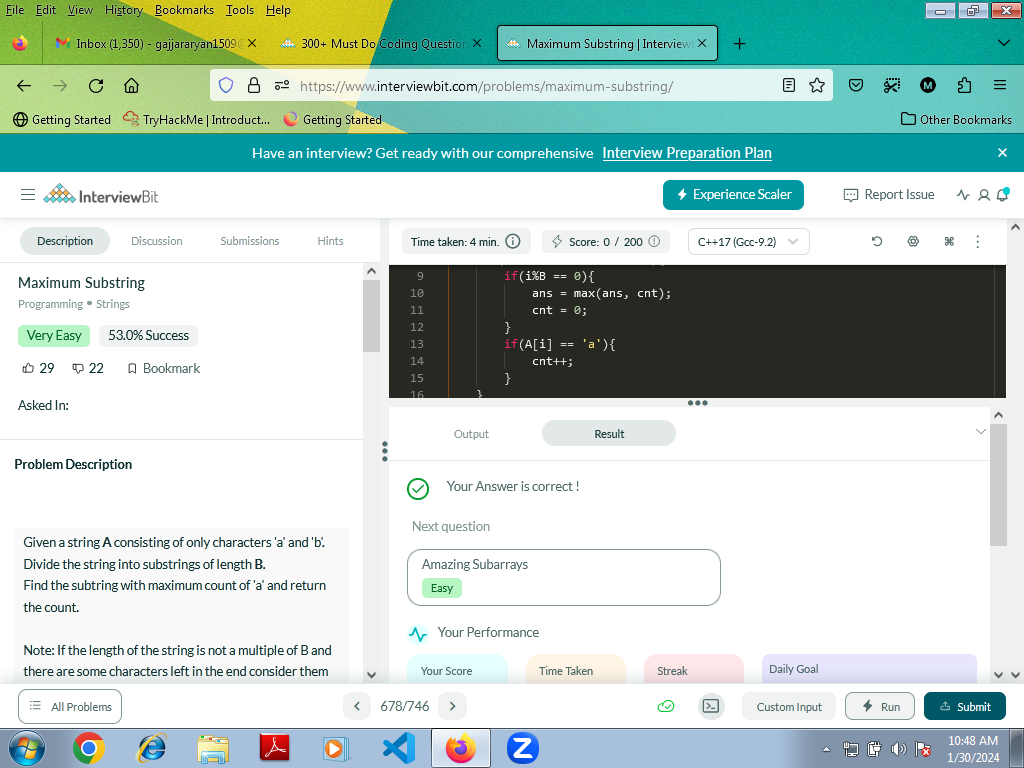 File Edit View History Bookmarks Tools Help
Inbox (1,350) - gajjararyan1509@ 300+ Must Do Coding Question Maximum Substring | Interview
https://www.interviewbit.com/problems/maximum-substring/
Getting Started TryHackMe | Introduct... Getting Started Other Bookmarks
Have an interview? Get ready with our comprehensive Interview Preparation Plan
InterviewBit Experience Scaler Report Issue
Description Discussion Submissions Hints
Time taken: 4 min. Score: 0 / 200 C++17 (Gcc-9.2)
Maximum Substring
Programming • Strings
Very Easy 53.0% Success
29 22 Bookmark
Asked In:
Problem Description
Given a string A consisting of only characters 'a' and 'b'.
Divide the string into substrings of length B.
Find the subtring with maximum count of 'a' and return
the count.
Note: If the length of the string is not a multiple of B and
there are some characters left in the end consider them
9 if(i%B == 0){
10 ans = max(ans, cnt);
11 cnt = 0;
12 }
13 if(A[i] == 'a'){
14 cnt++;
15 }
16 }
Output Result
Your Answer is correct !
Next question
Amazing Subarrays
Easy
Your Performance
Your Score Time Taken Streak Daily Goal
All Problems 678/746 Custom Input Run Submit
10:48 AM
1/30/2024